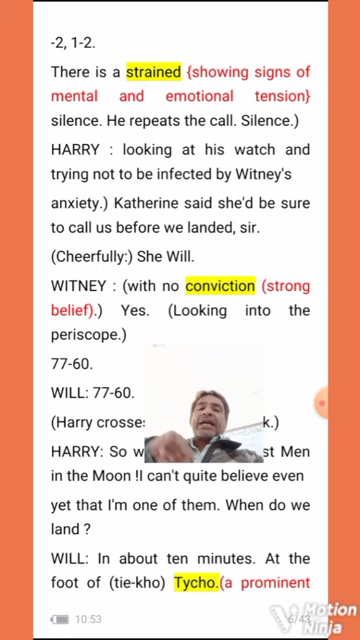 -2, 1-2.
There is a strained {showing signs of
mental and emotional tension}
silence. He repeats the call. Silence.)
HARRY : looking at his watch and
trying not to be infected by Witney's
anxiety.) Katherine said she'd be sure
to call us before we landed, sir.
(Cheerfully:) She Will.
WITNEY : (with no conviction (strong
belief).) Yes. (Looking into the
periscope.)
77-60.
WILL: 77-60.
(Harry crosse k.)
HARRY: So st Men
in the Moon !I can't quite believe even
yet that I'm one of them. When do we
land ?
WILL: In about ten minutes. At the
foot of (tie-kho) Tycho.(a prominent
10:53
6/43
Motion
Ninja